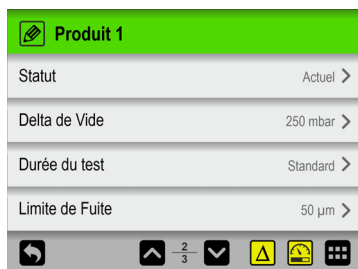 Produit 1
Statut Actuel
Delta de Vide 250 mbar
Durée du test Standard
Limite de Fuite 50 µm
2
3
Δ